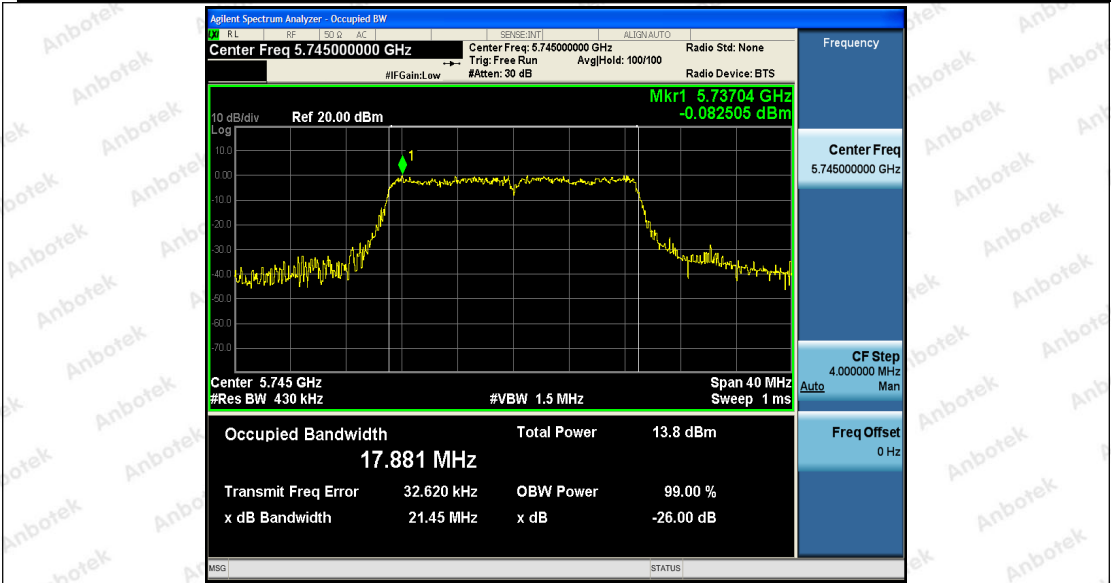 Agilent Spectrum Analyzer - Occupied BW
LXI RL RF 50 Ω AC SENSE:INT ALIGN AUTO
Center Freq 5.745000000 GHz
Center Freq: 5.745000000 GHz Radio Std: None
Trig: Free Run Avg|Hold: 100/100
#IFGain:Low #Atten: 30 dB Radio Device: BTS
Mkr1 5.73704 GHz
-0.082505 dBm
10 dB/div Ref 20.00 dBm
Log
10.0
0.00
-10.0
-20.0
-30.0
-40.0
-50.0
-60.0
-70.0
1
Center 5.745 GHz Span 40 MHz
#Res BW 430 kHz #VBW 1.5 MHz Sweep 1 ms
Occupied Bandwidth Total Power 13.8 dBm
17.881 MHz
Transmit Freq Error 32.620 kHz OBW Power 99.00 %
x dB Bandwidth 21.45 MHz x dB -26.00 dB
MSG STATUS
Frequency
Center Freq
5.745000000 GHz
CF Step
4.000000 MHz
Auto Man
Freq Offset
0 Hz
Anbotek